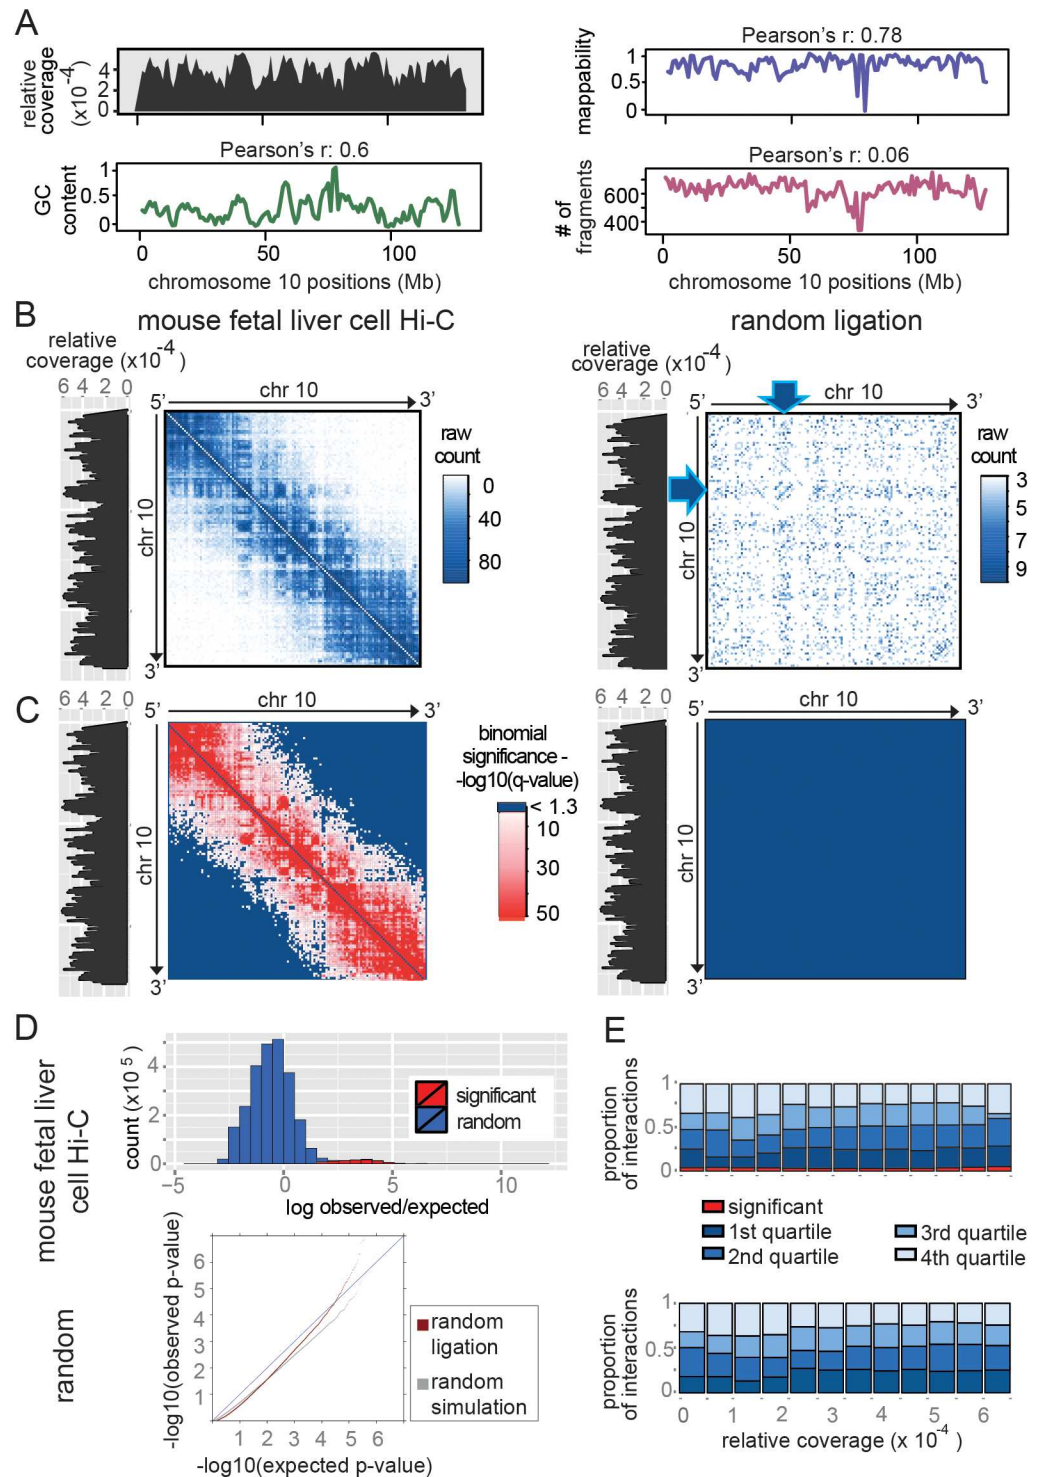 A
relative
coverage
(x10⁻⁴)
4
2
0
Pearson's r: 0.6
GC
content
1
0.5
0
0
50
100
chromosome 10 positions (Mb)
Pearson's r: 0.78
mappability
1
0.5
0
Pearson's r: 0.06
# of
fragments
600
400
0
50
100
chromosome 10 positions (Mb)
B
mouse fetal liver cell Hi-C
relative
coverage (x10⁻⁴)
6 4 2 0
5'
chr 10
3'
chr 10
3'
raw
count
0
40
80
random ligation
relative
coverage (x10⁻⁴)
6 4 2 0
5'
chr 10
3'
chr 10
3'
raw
count
3
5
7
9
C
6 4 2 0
5'
chr 10
3'
chr 10
3'
binomial
significance -
-log10(q-value)
< 1.3
10
30
50
6 4 2 0
5'
chr 10
3'
chr 10
3'
D
mouse fetal liver
cell Hi-C
count (x10⁵)
4
2
0
significant
random
−5
0
5
10
log observed/expected
random
-log10(observed p-value)
6
5
4
3
2
1
1 2 3 4 5 6
-log10(expected p-value)
random
ligation
random
simulation
E
proportion
of interactions
1
0.5
0
significant
1st quartile
2nd quartile
3rd quartile
4th quartile
proportion
of interactions
1
0.5
0
0 1 2 3 4 5 6
relative coverage (x 10⁻⁴)